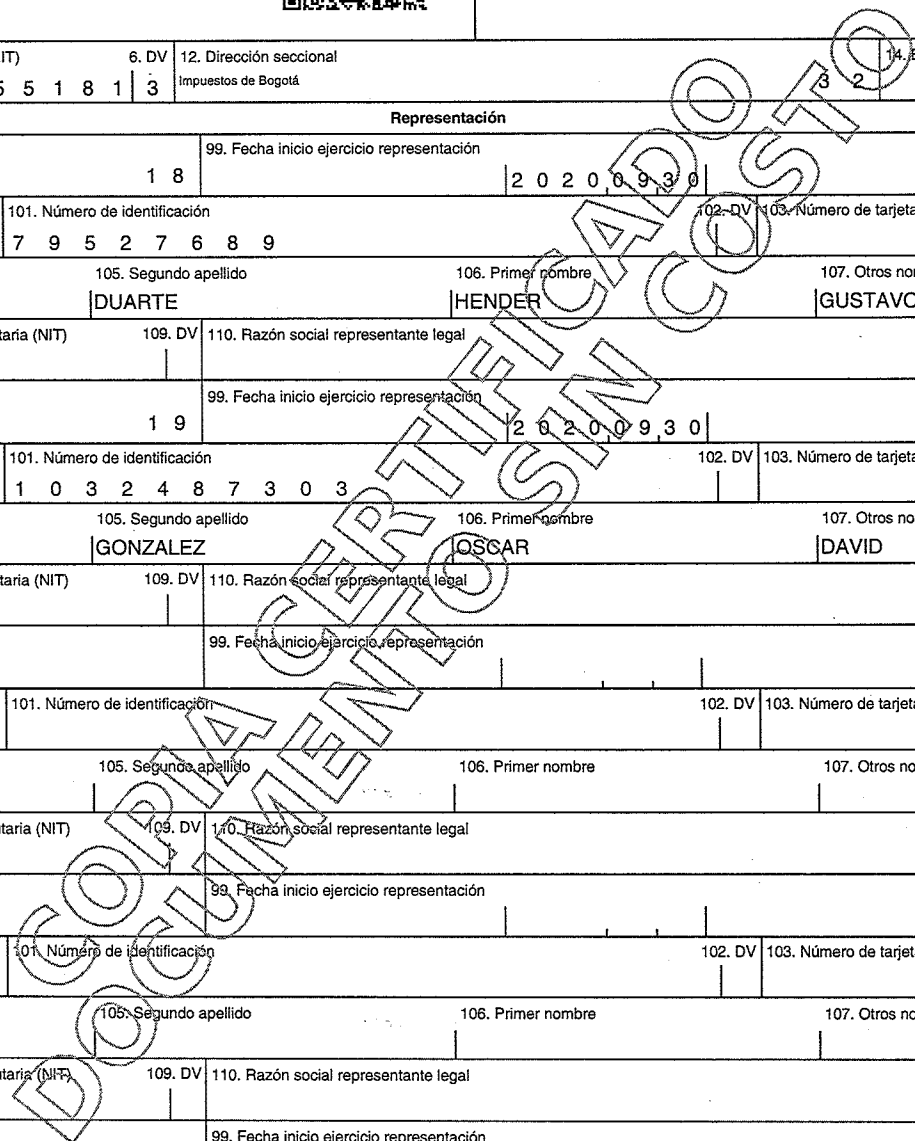 IT) 6. DV 12. Dirección seccional 14.
5 5 1 8 1 3 Impuestos de Bogotá 3 2
Representación
99. Fecha inicio ejercicio representación
1 8 2 0 2 0 0 9 3 0
101. Número de identificación 102. DV 103. Número de tarjeta
7 9 5 2 7 6 8 9
105. Segundo apellido 106. Primer nombre 107. Otros nom
DUARTE HENDER GUSTAVO
taria (NIT) 109. DV 110. Razón social representante legal
99. Fecha inicio ejercicio representación
1 9 2 0 2 0 0 9 3 0
101. Número de identificación 102. DV 103. Número de tarjeta
1 0 3 2 4 8 7 3 0 3
105. Segundo apellido 106. Primer nombre 107. Otros no
GONZALEZ OSCAR DAVID
taria (NIT) 109. DV 110. Razón social representante legal
99. Fecha inicio ejercicio representación
101. Número de identificación 102. DV 103. Número de tarjeta
105. Segundo apellido 106. Primer nombre 107. Otros no
utaria (NIT) 109. DV 110. Razón social representante legal
99. Fecha inicio ejercicio representación
101. Número de identificación 102. DV 103. Número de tarjet
105. Segundo apellido 106. Primer nombre 107. Otros no
utaria (NIT) 109. DV 110. Razón social representante legal
99. Fecha inicio ejercicio representación
COPIA CERTIFICADO
DOCUMENTO SIN COSTO